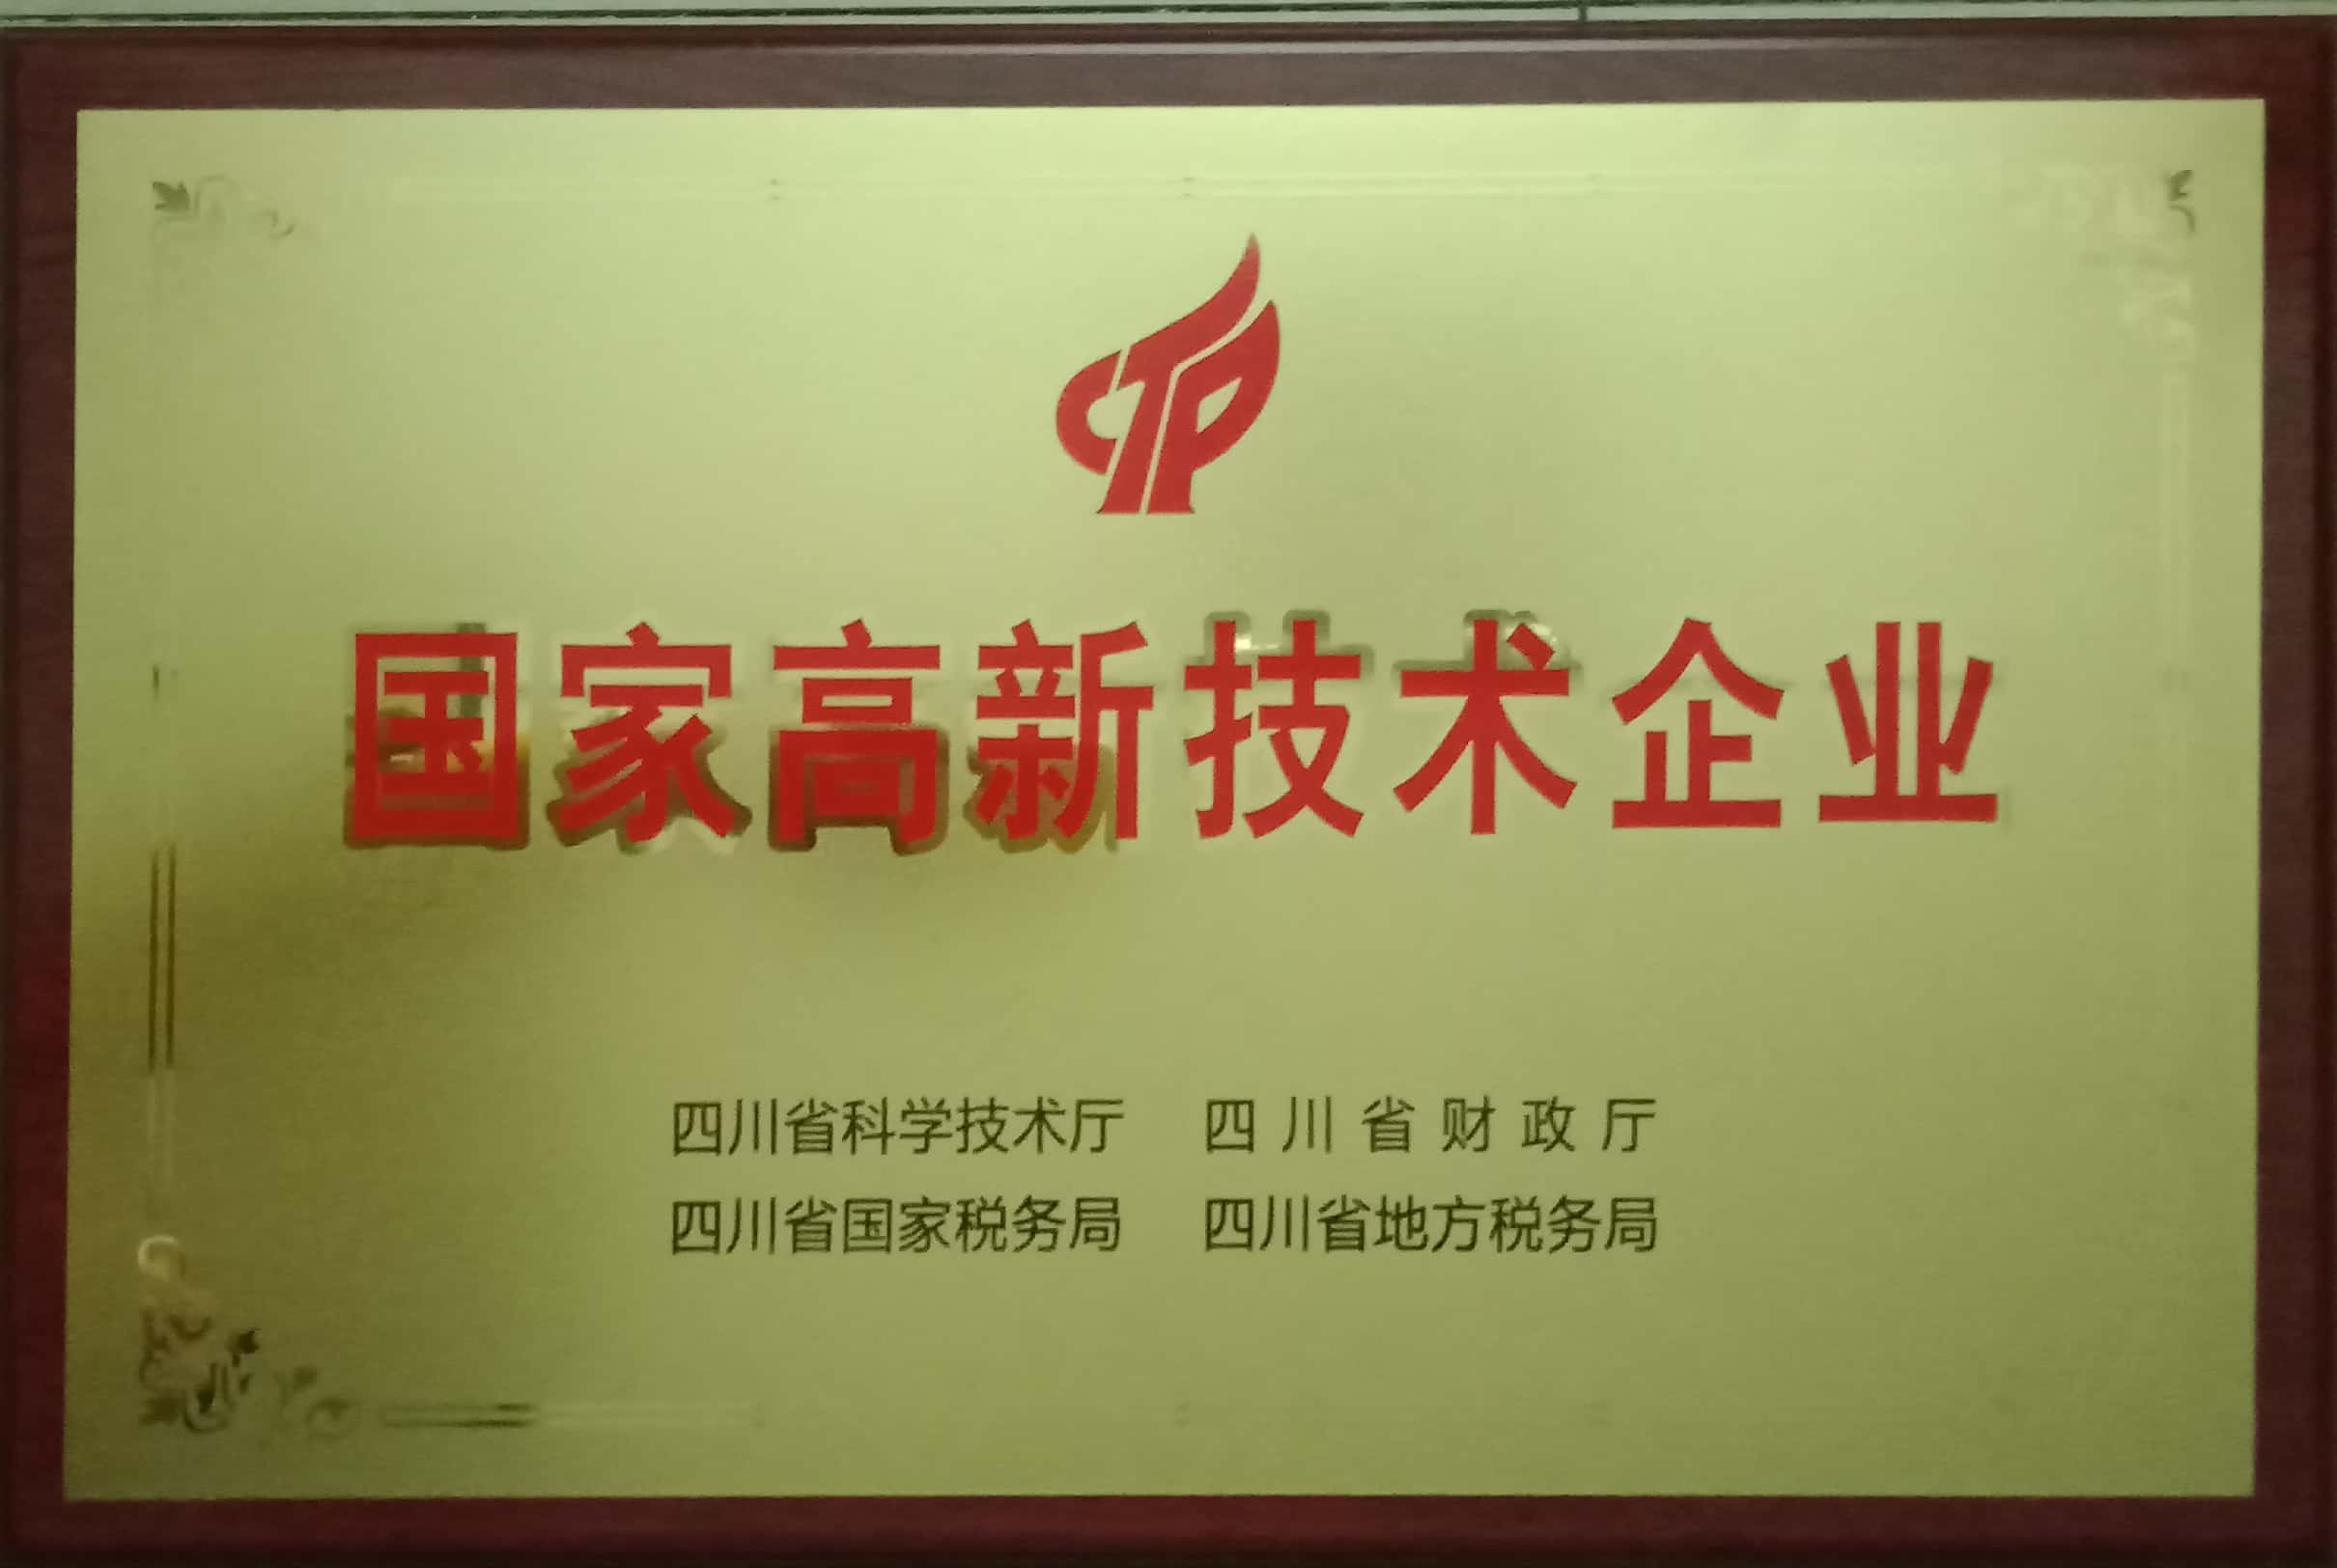 CTP
国家高新技术企业
四川省科学技术厅 四川省财政厅
四川省国家税务局 四川省地方税务局